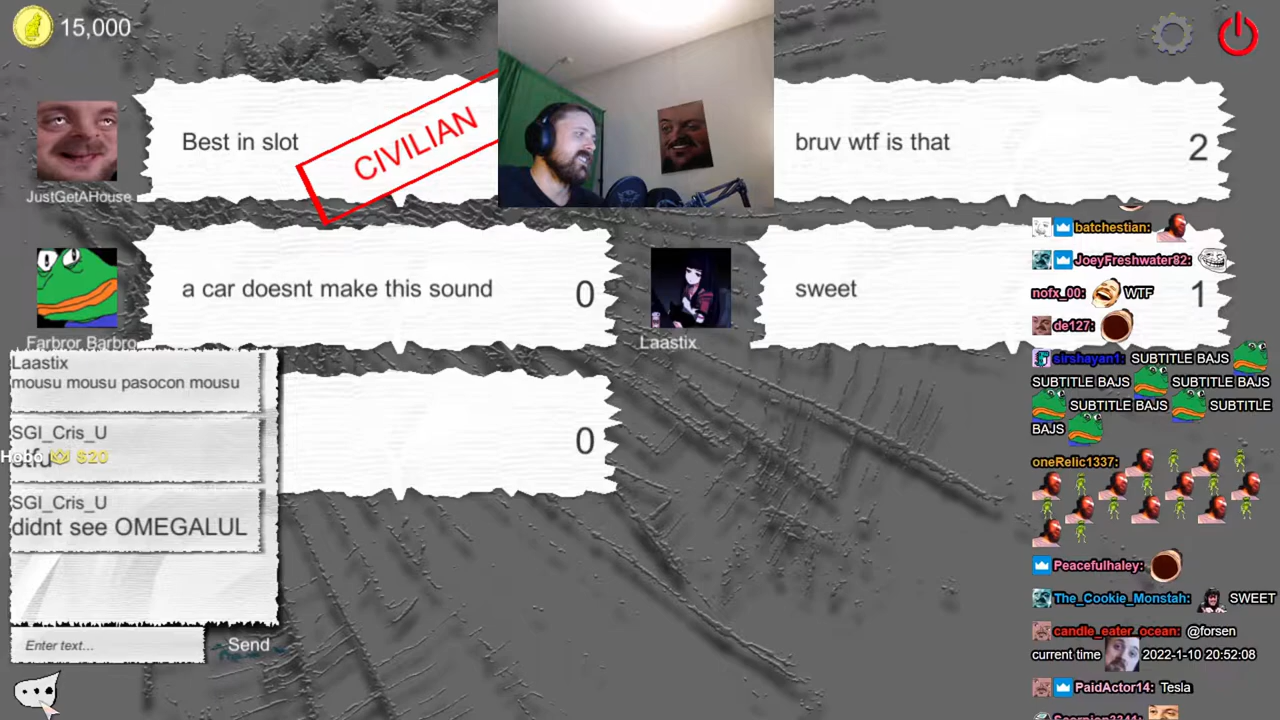 15,000
Best in slot
CIVILIAN
JustGetAHouse
bruv wtf is that
2
a car doesnt make this sound
0
Farbror Barbro
sweet
1
Laastix
0
Laastix
mousu mousu pasocon mousu
SGI_Cris_U
Hobo $20
SGI_Cris_U
didnt see OMEGALUL
Enter text...
Send
batchestian:
JoeyFreshwater82:
nofx_00: WTF
de127:
sirshayan1: SUBTITLE BAJS
SUBTITLE BAJS SUBTITLE BAJS
SUBTITLE BAJS SUBTITLE
BAJS
oneRelic1337:
Peacefulhaley:
The_Cookie_Monstah: SWEET
candle_eater_ocean: @forsen
current time 2022-1-10 20:52:08
PaidActor14: Tesla